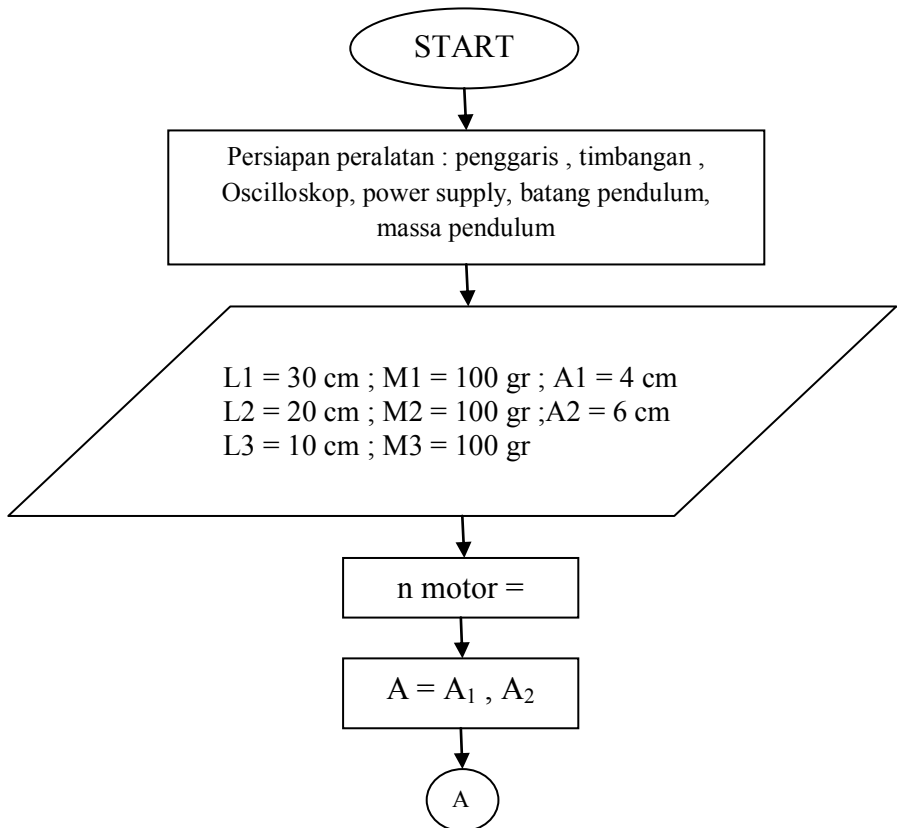 START
Persiapan peralatan : penggaris , timbangan ,
Oscilloskop, power supply, batang pendulum,
massa pendulum
L1 = 30 cm ; M1 = 100 gr ; A1 = 4 cm
L2 = 20 cm ; M2 = 100 gr ;A2 = 6 cm
L3 = 10 cm ; M3 = 100 gr
n motor =
A = A₁ , A₂
A